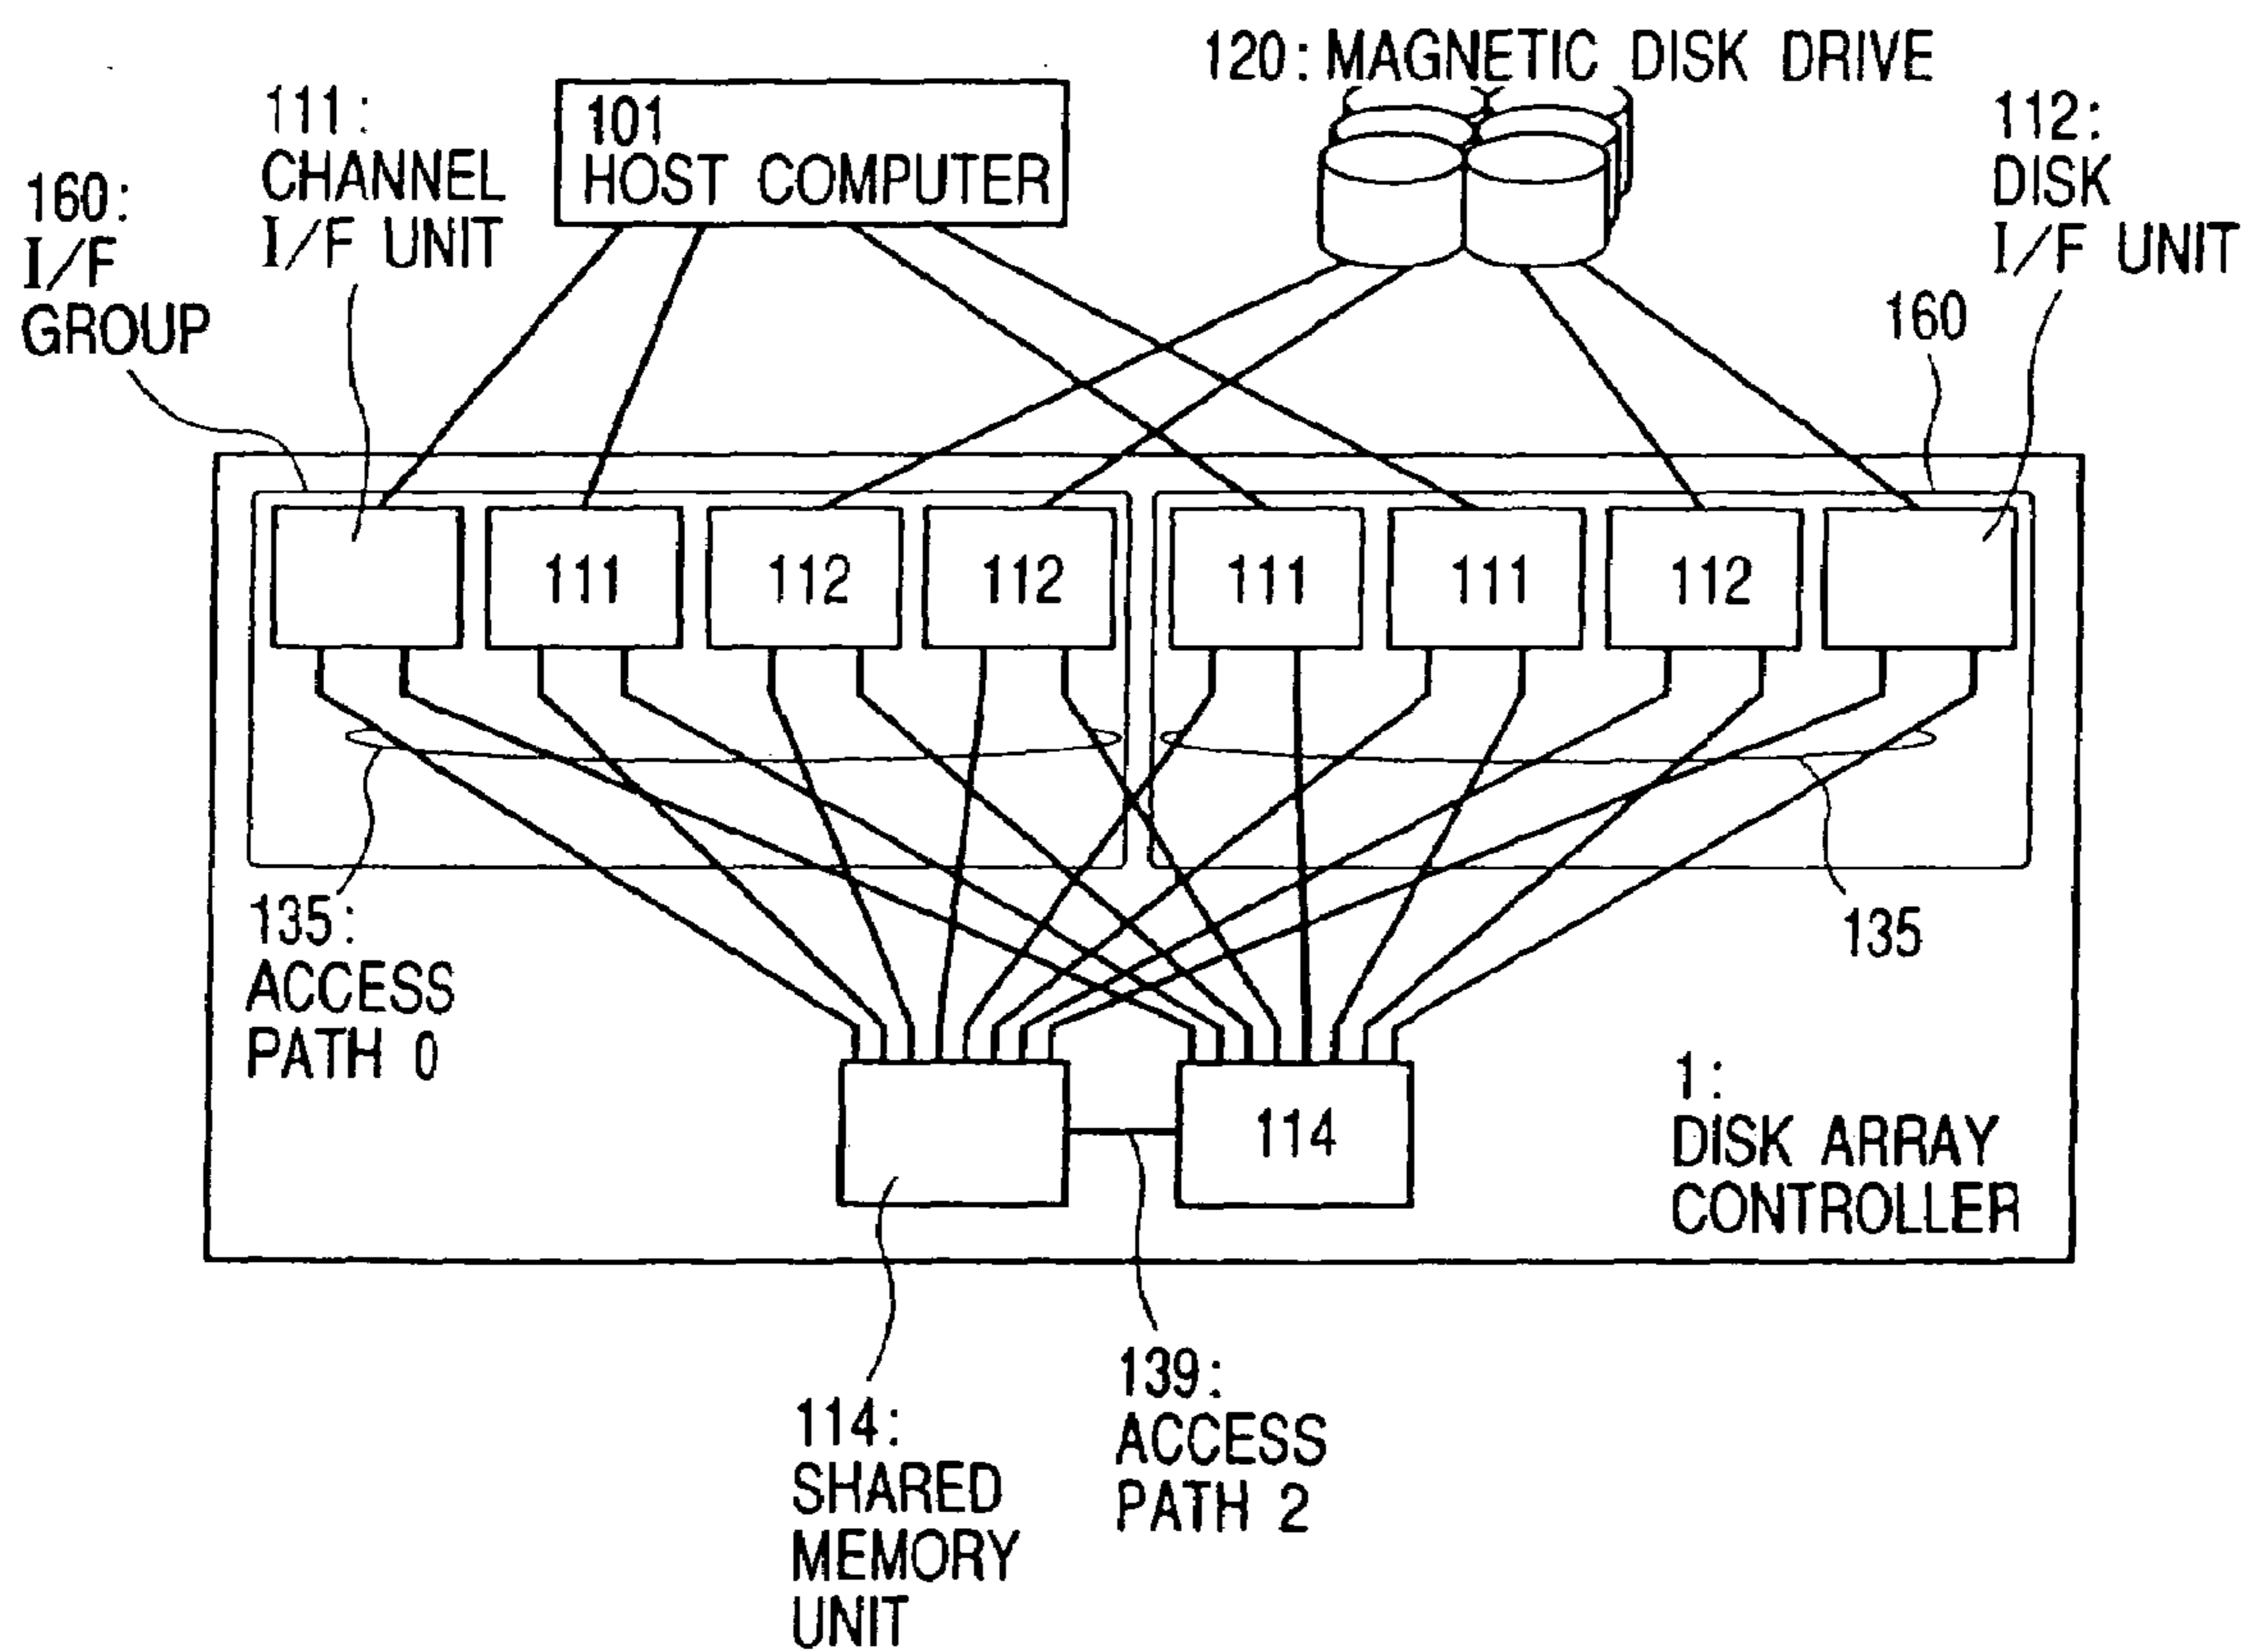 120: MAGNETIC DISK DRIVE
111:
CHANNEL
I/F UNIT
101
HOST COMPUTER
112:
DISK
I/F UNIT
160:
I/F
GROUP
160
111
112
112
111
111
112
135:
ACCESS
PATH 0
135
114
1:
DISK ARRAY
CONTROLLER
139:
ACCESS
PATH 2
114:
SHARED
MEMORY
UNIT